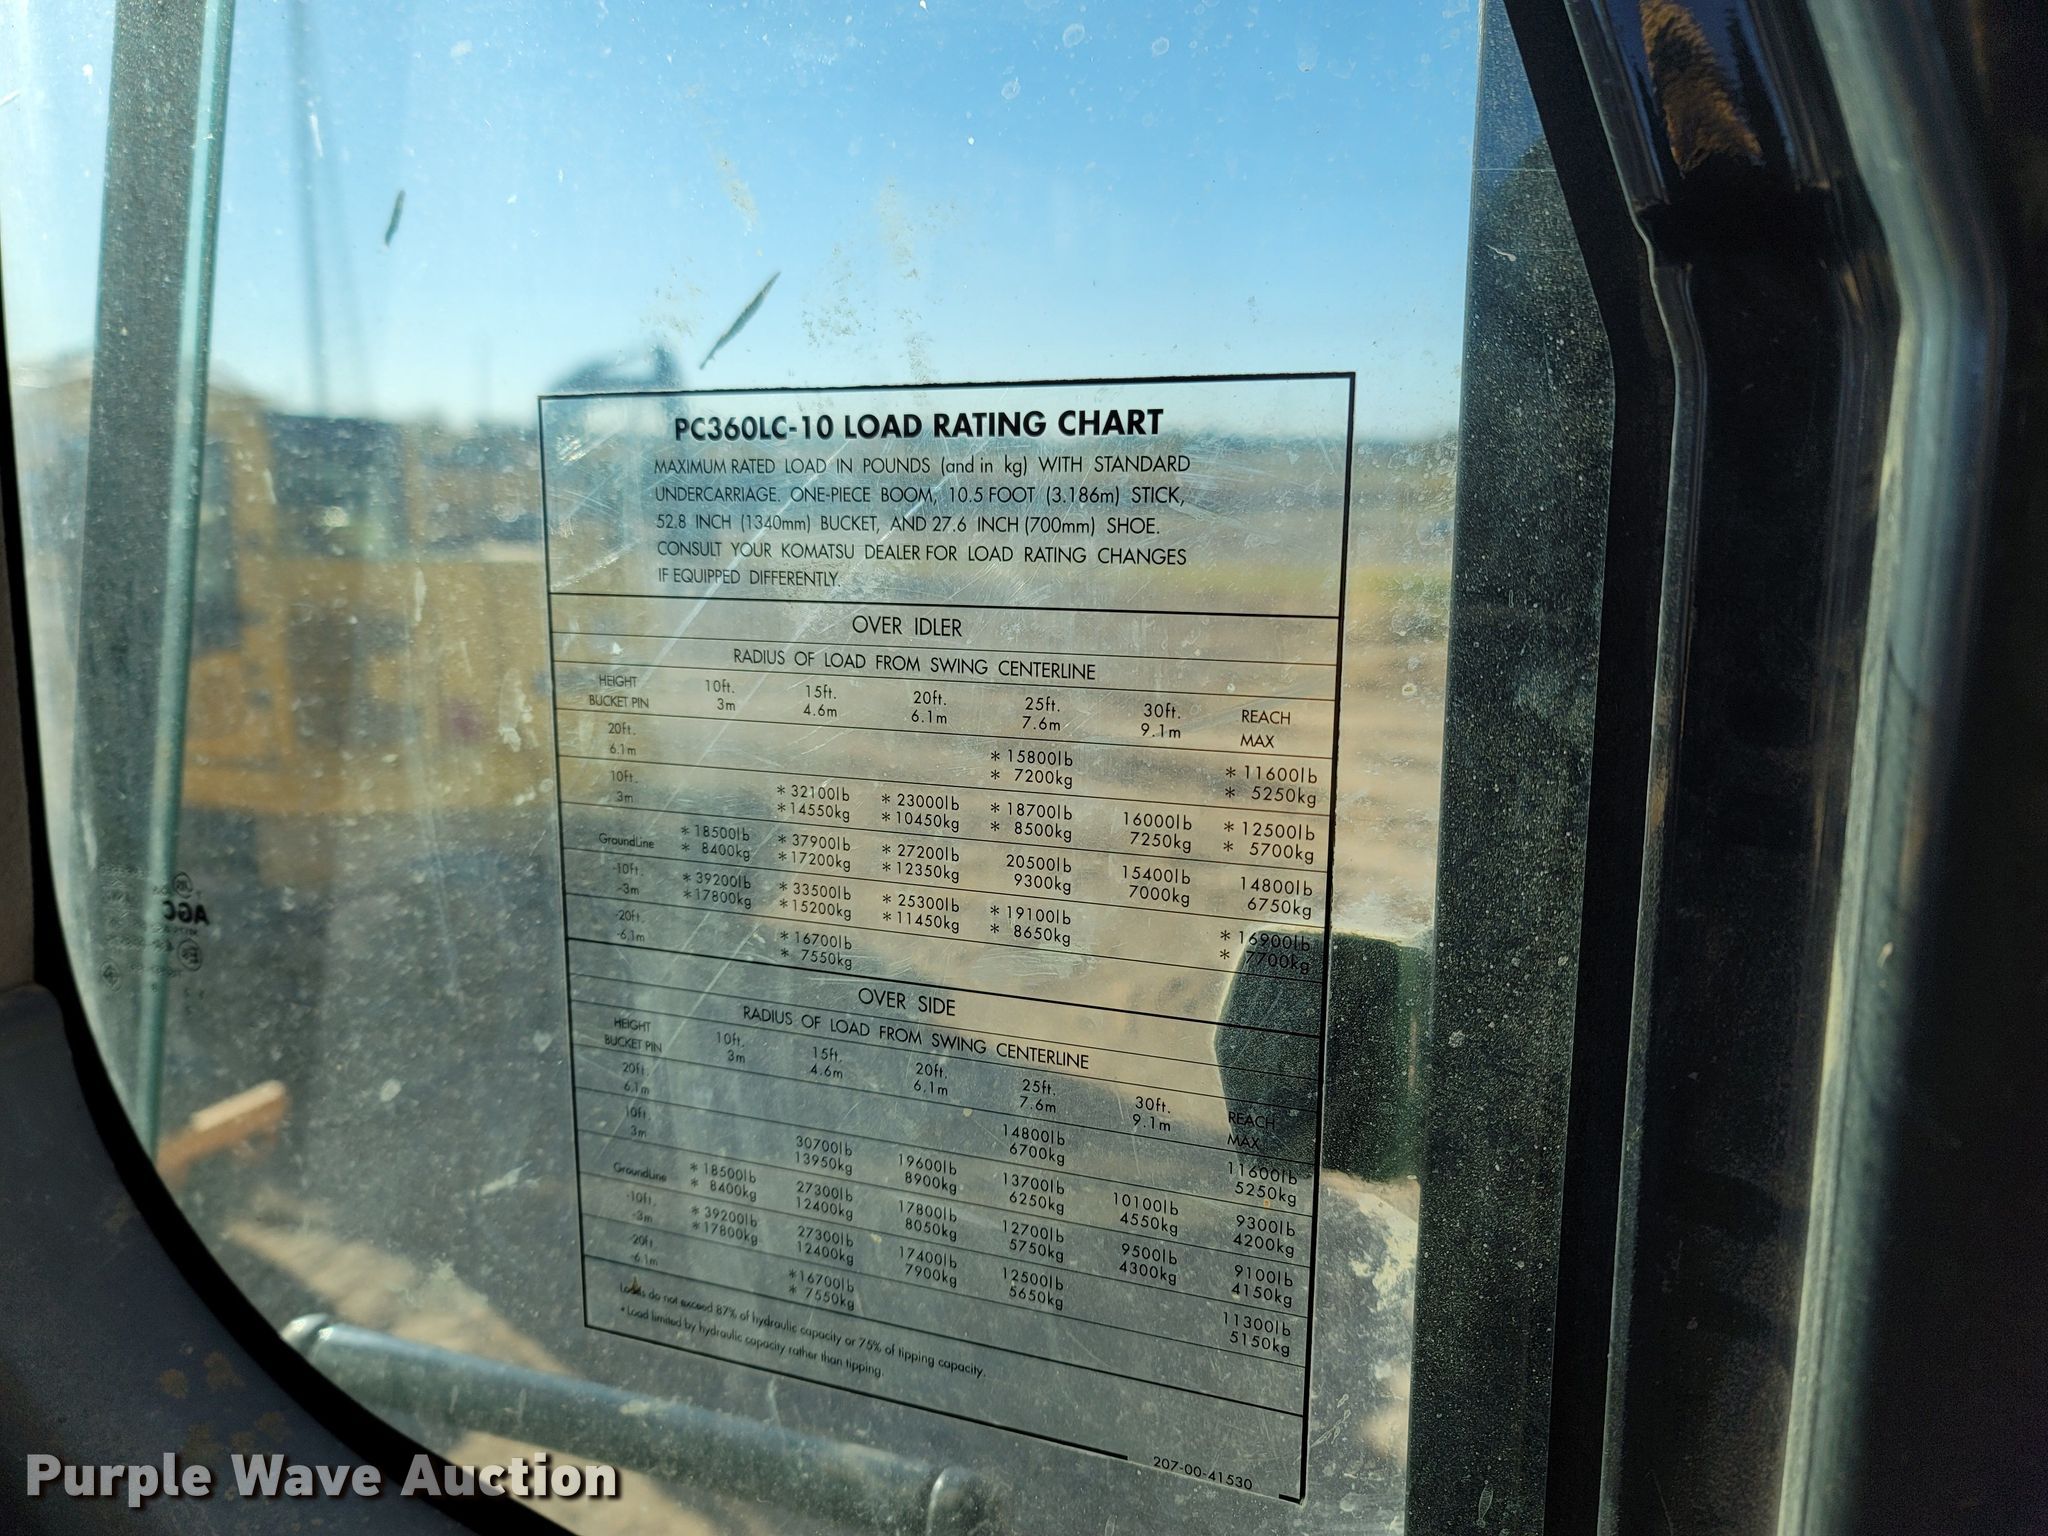 PC360LC-10 LOAD RATING CHART
MAXIMUM RATED LOAD IN POUNDS (and in kg) WITH STANDARD
UNDERCARRIAGE. ONE-PIECE BOOM, 10.5 FOOT (3.186m) STICK,
52.8 INCH (1340mm) BUCKET, AND 27.6 INCH (700mm) SHOE.
CONSULT YOUR KOMATSU DEALER FOR LOAD RATING CHANGES
IF EQUIPPED DIFFERENTLY.
OVER IDLER
RADIUS OF LOAD FROM SWING CENTERLINE
HEIGHT 10ft. 15ft. 20ft. 25ft. 30ft. REACH
BUCKET PIN 3m 4.6m 6.1m 7.6m 9.1m MAX
20ft. * 15800lb * 11600lb
6.1m * 7200kg * 5250kg
10ft. * 32100lb * 23000lb * 18700lb 16000lb * 12500lb
3m * 14550kg * 10450kg * 8500kg 7250kg * 5700kg
GroundLine * 18500lb * 37900lb * 27200lb 20500lb 15400lb 14800lb
* 8400kg * 17200kg * 12350kg 9300kg 7000kg 6750kg
-10ft. * 39200lb * 33500lb * 25300lb * 19100lb * 16900lb
-3m * 17800kg * 15200kg * 11450kg * 8650kg * 7700kg
-20ft. * 16700lb
-6.1m * 7550kg
OVER SIDE
RADIUS OF LOAD FROM SWING CENTERLINE
HEIGHT 10ft. 15ft. 20ft. 25ft. 30ft. REACH
BUCKET PIN 3m 4.6m 6.1m 7.6m 9.1m MAX
20ft. 14800lb 11600lb
6.1m 6700kg 5250kg
10ft. 30700lb 19600lb 13700lb 10100lb 9300lb
3m 13950kg 8900kg 6250kg 4550kg 4200kg
GroundLine * 18500lb 27300lb 17800lb 12700lb 9500lb 9100lb
* 8400kg 12400kg 8050kg 5750kg 4300kg 4150kg
-10ft. * 39200lb 27300lb 17400lb 12500lb 11300lb
-3m * 17800kg 12400kg 7900kg 5650kg 5150kg
-20ft. * 16700lb
-6.1m * 7550kg
Loads do not exceed 87% of hydraulic capacity or 75% of tipping capacity.
* Load limited by hydraulic capacity rather than tipping.
207-00-41530
AGC
Purple Wave Auction